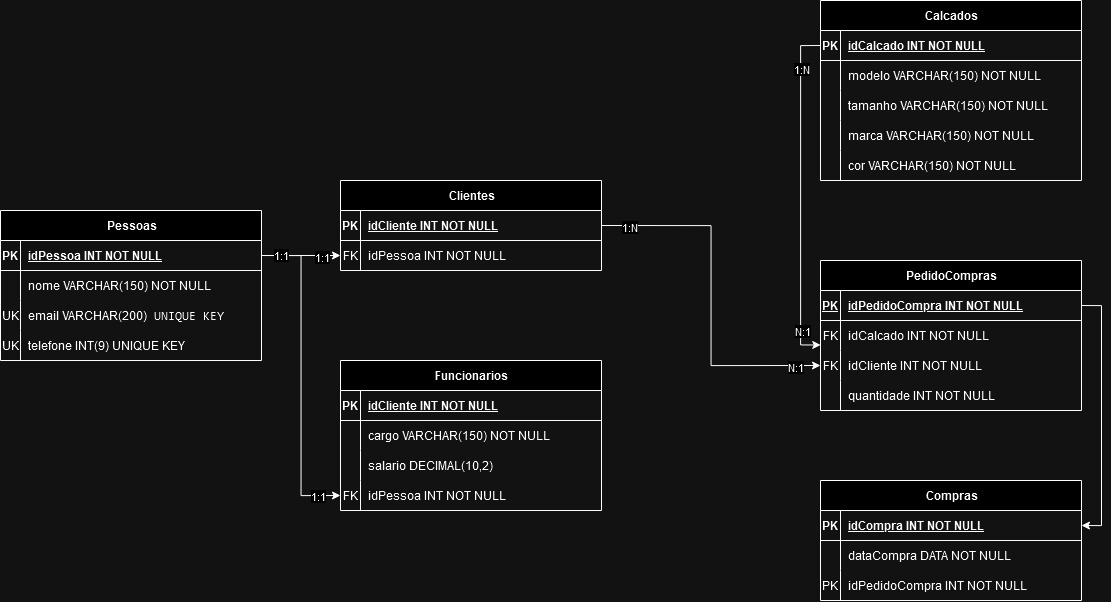 Calcados
PK idCalcado INT NOT NULL
modelo VARCHAR(150) NOT NULL
tamanho VARCHAR(150) NOT NULL
marca VARCHAR(150) NOT NULL
cor VARCHAR(150) NOT NULL
1:N
N:1
Pessoas
PK idPessoa INT NOT NULL
nome VARCHAR(150) NOT NULL
UK email VARCHAR(200) UNIQUE KEY
UK telefone INT(9) UNIQUE KEY
1:1
1:1
1:1
Clientes
PK idCliente INT NOT NULL
FK idPessoa INT NOT NULL
1:N
N:1
Funcionarios
PK idCliente INT NOT NULL
cargo VARCHAR(150) NOT NULL
salario DECIMAL(10,2)
FK idPessoa INT NOT NULL
PedidoCompras
PK idPedidoCompra INT NOT NULL
FK idCalcado INT NOT NULL
FK idCliente INT NOT NULL
quantidade INT NOT NULL
Compras
PK idCompra INT NOT NULL
dataCompra DATA NOT NULL
PK idPedidoCompra INT NOT NULL